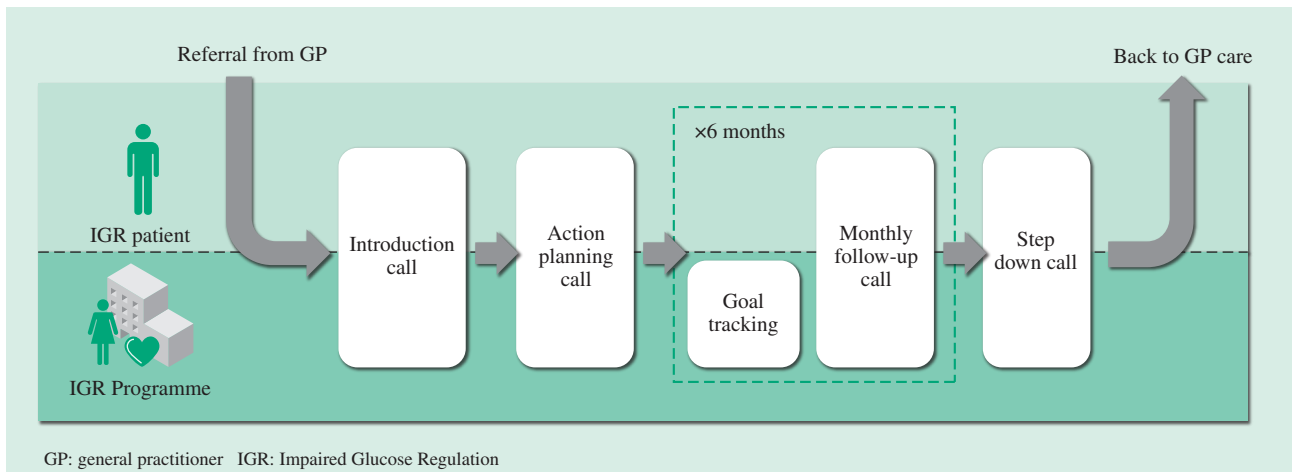 Referral from GP
Back to GP care
×6 months
IGR patient
Introduction
call
Action
planning
call
Monthly
follow-up
call
Step
down call
Goal
tracking
IGR Programme
GP: general practitioner   IGR: Impaired Glucose Regulation